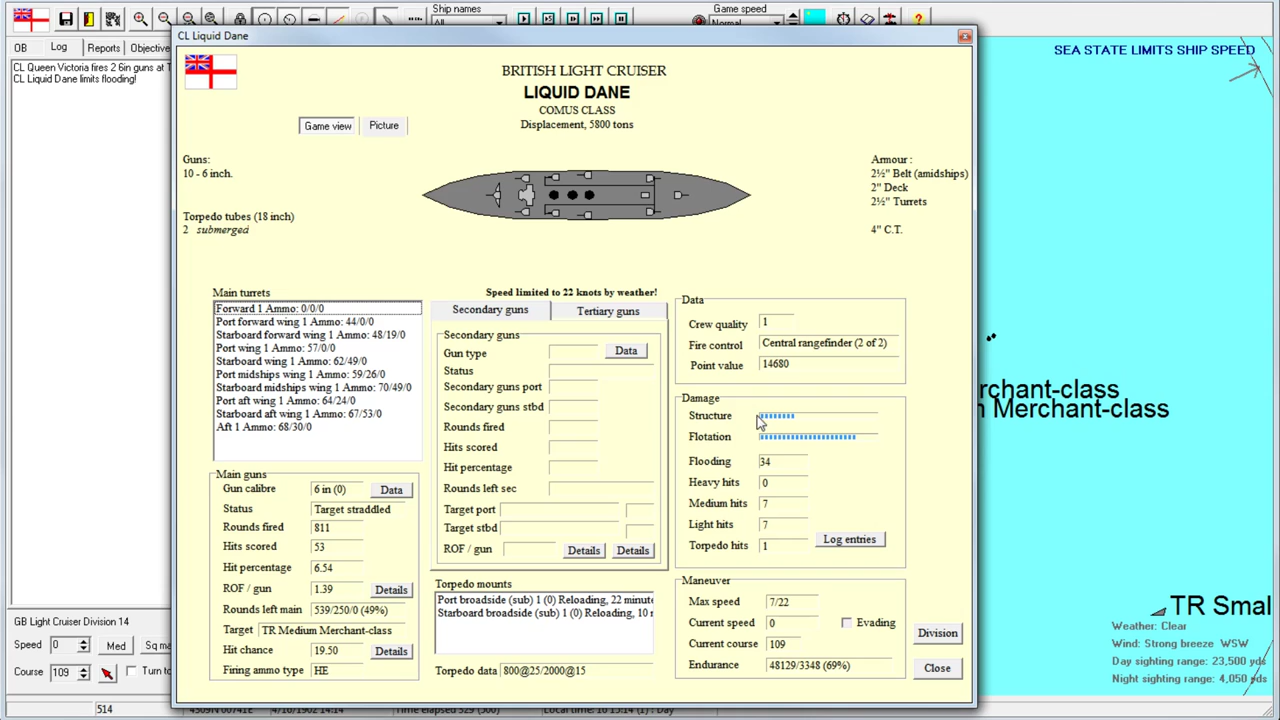 Ship names
All
Game speed
Normal
CL Liquid Dane
OB
Log
Reports
Objective
CL Queen Victoria fires 2 6in guns at T
CL Liquid Dane limits flooding!
SEA STATE LIMITS SHIP SPEED
BRITISH LIGHT CRUISER
LIQUID DANE
COMUS CLASS
Displacement, 5800 tons
Game view
Picture
Guns:
10 - 6 inch.
Torpedo tubes (18 inch)
2 submerged
Armour :
2½" Belt (amidships)
2" Deck
2½" Turrets
4" C.T.
Speed limited to 22 knots by weather!
Main turrets
Forward 1 Ammo: 0/0/0
Port forward wing 1 Ammo: 44/0/0
Starboard forward wing 1 Ammo: 48/19/0
Port wing 1 Ammo: 57/0/0
Starboard wing 1 Ammo: 62/49/0
Port midships wing 1 Ammo: 59/26/0
Starboard midships wing 1 Ammo: 70/49/0
Port aft wing 1 Ammo: 64/24/0
Starboard aft wing 1 Ammo: 67/53/0
Aft 1 Ammo: 68/30/0
Main guns
Gun calibre 6 in (0) Data
Status Target straddled
Rounds fired 811
Hits scored 53
Hit percentage 6.54
ROF / gun 1.39 Details
Rounds left main 539/250/0 (49%)
Target TR Medium Merchant-class
Hit chance 19.50 Details
Firing ammo type HE
Secondary guns
Tertiary guns
Secondary guns
Gun type Data
Status
Secondary guns port
Secondary guns stbd
Rounds fired
Hits scored
Hit percentage
Rounds left sec
Target port
Target stbd
ROF / gun Details Details
Torpedo mounts
Port broadside (sub) 1 (0) Reloading, 22 minute
Starboard broadside (sub) 1 (0) Reloading, 10 r
Torpedo data 800@25/2000@15
Data
Crew quality 1
Fire control Central rangefinder (2 of 2)
Point value 14680
Damage
Structure
Flotation
Flooding 34
Heavy hits 0
Medium hits 7
Light hits 7
Torpedo hits 1
Log entries
Maneuver
Max speed 7/22
Current speed 0 Evading
Current course 109
Endurance 48129/3348 (69%)
Division
Close
rchant-class
n Merchant-class
TR Smal
Weather: Clear
Wind: Strong breeze WSW
Day sighting range: 23,500 yds
Night sighting range: 4,050 yds
GB Light Cruiser Division 14
Speed 0 Med Sq ma
Course 109 Turn to
514